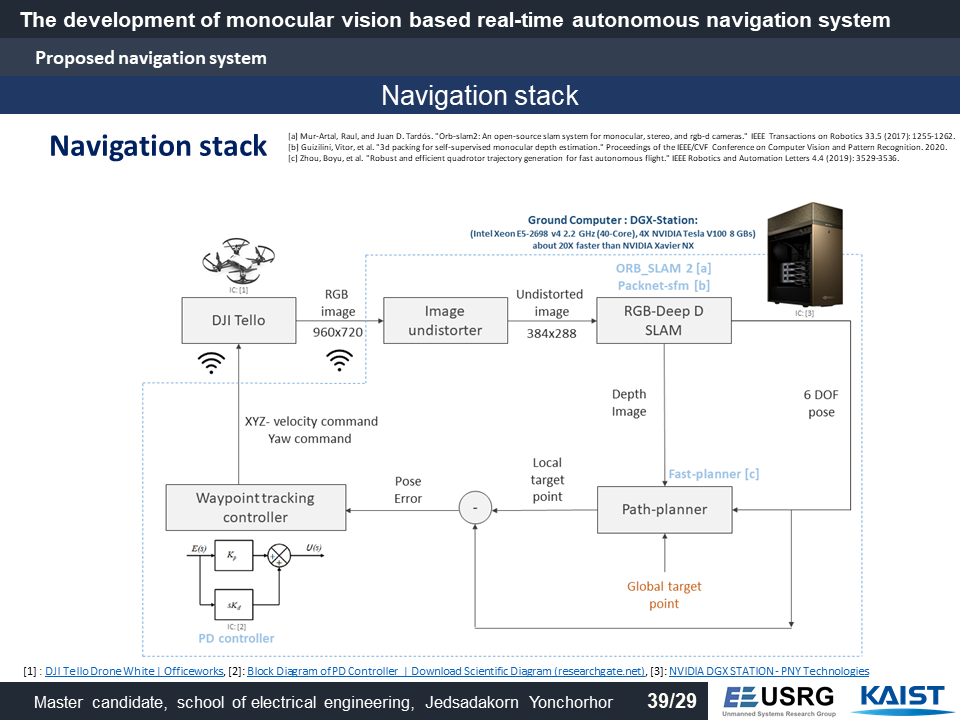 The development of monocular vision based real-time autonomous navigation system
Proposed navigation system
Navigation stack
Navigation stack
[a] Mur-Artal, Raul, and Juan D. Tardós. "Orb-slam2: An open-source slam system for monocular, stereo, and rgb-d cameras." IEEE Transactions on Robotics 33.5 (2017): 1255-1262.
[b] Guizilini, Vitor, et al. "3d packing for self-supervised monocular depth estimation." Proceedings of the IEEE/CVF Conference on Computer Vision and Pattern Recognition. 2020.
[c] Zhou, Boyu, et al. "Robust and efficient quadrotor trajectory generation for fast autonomous flight." IEEE Robotics and Automation Letters 4.4 (2019): 3529-3536.
Ground Computer : DGX-Station:
(Intel Xeon E5-2698 v4 2.2 GHz (40-Core), 4X NVIDIA Tesla V100 8 GBs)
about 20X faster than NVIDIA Xavier NX
ORB_SLAM 2 [a]
Packnet-sfm [b]
IC: [1]
IC: [3]
DJI Tello
RGB
image
960x720
Image
undistorter
Undistorted
image
384x288
RGB-Deep D
SLAM
Depth
Image
6 DOF
pose
XYZ- velocity command
Yaw command
Fast-planner [c]
Waypoint tracking
controller
Pose
Error
-
Local
target
point
Path-planner
Global target
point
E(s)
Kp
+
+
U(s)
sKd
IC: [2]
PD controller
[1] : DJI Tello Drone White | Officeworks, [2]: Block Diagram of PD Controller | Download Scientific Diagram (researchgate.net), [3]: NVIDIA DGX STATION - PNY Technologies
Master candidate, school of electrical engineering, Jedsadakorn Yonchorhor
39/29
USRG
Unmanned Systems Research Group
KAIST